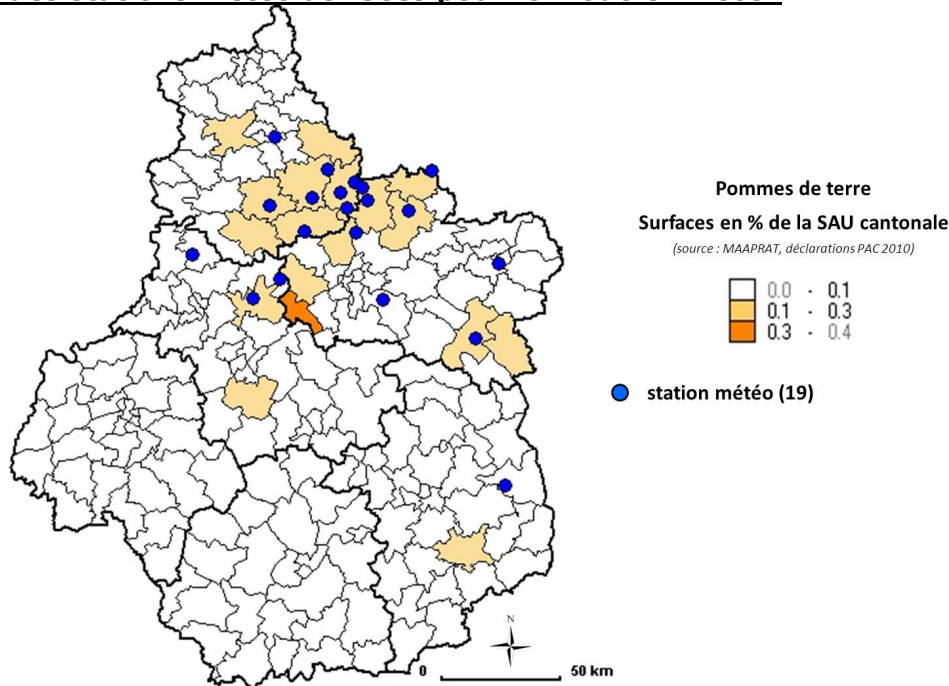 Pommes de terre
Surfaces en % de la SAU cantonale
(source : MAAPRAT, déclarations PAC 2010)
0.0 - 0.1
0.1 - 0.3
0.3 - 0.4
station météo (19)
N
0 50 km